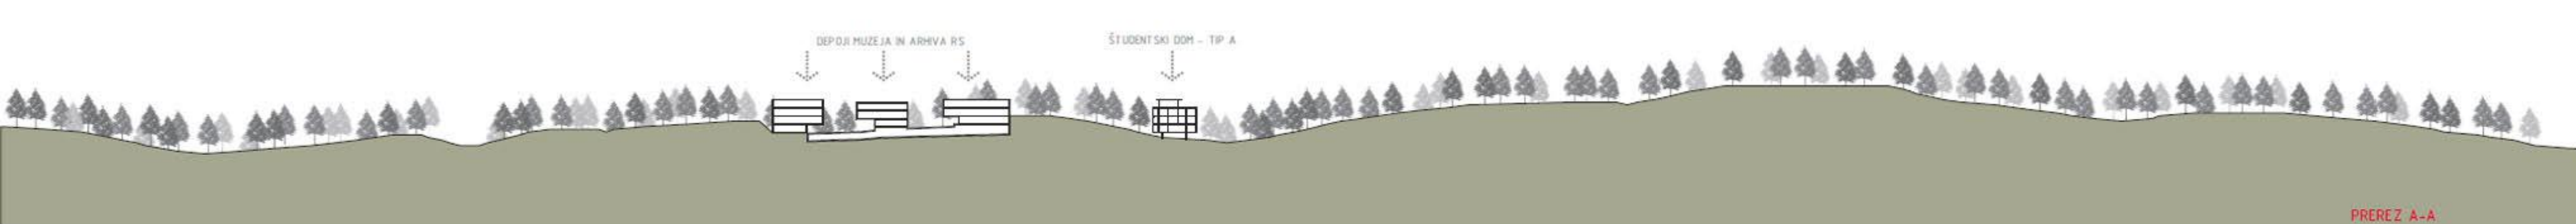 DEPOJI MUZEJA IN ARHIVA RS
ŠTUDENTSKI DOM - TIP A
PREREZ A-A